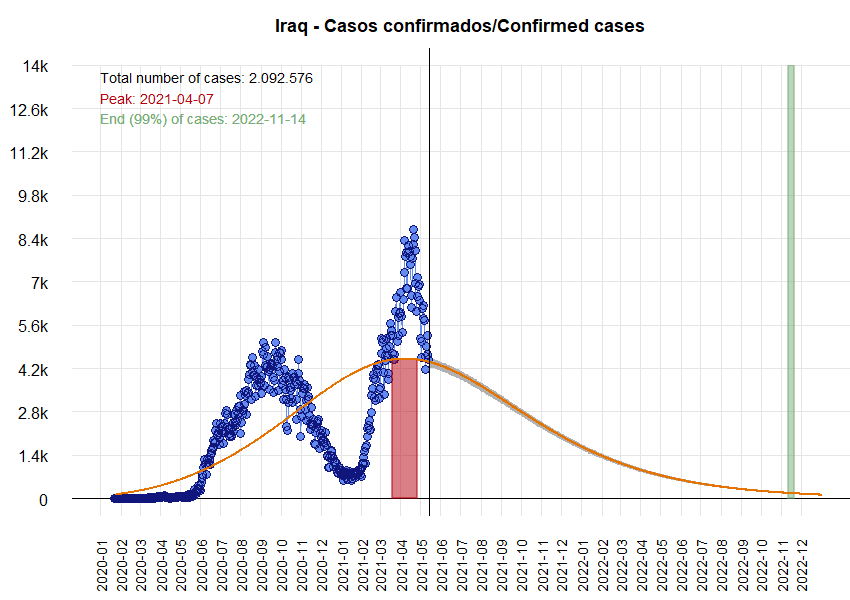 Iraq - Casos confirmados/Confirmed cases
14k
12.6k
11.2k
9.8k
8.4k
7k
5.6k
4.2k
2.8k
1.4k
0
Total number of cases: 2.092.576
Peak: 2021-04-07
End (99%) of cases: 2022-11-14
2020-01
2020-02
2020-03
2020-04
2020-05
2020-06
2020-07
2020-08
2020-09
2020-10
2020-11
2020-12
2021-01
2021-02
2021-03
2021-04
2021-05
2021-06
2021-07
2021-08
2021-09
2021-10
2021-11
2021-12
2022-01
2022-02
2022-03
2022-04
2022-05
2022-06
2022-07
2022-08
2022-09
2022-10
2022-11
2022-12